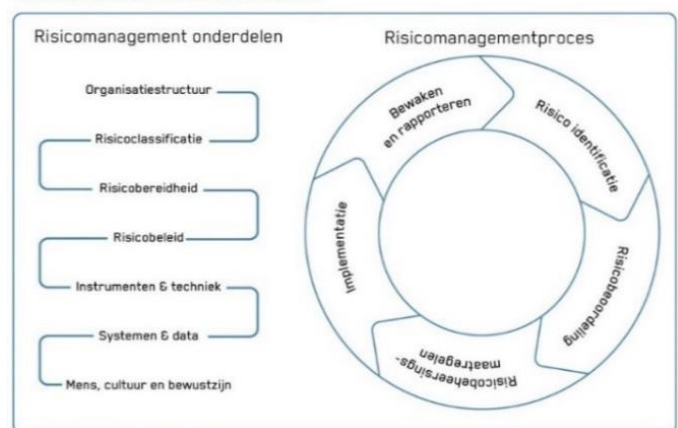 Risicomanagement onderdelen
Organisatiestructuur
Risicoclassificatie
Risicobereidheid
Risicobeleid
Instrumenten & techniek
Systemen & data
Mens, cultuur en bewustzijn
Risicomanagementproces
Bewaken
en rapporteren
Risico identificatie
Risicobeoordeling
Risicobeheersings-
maatregelen
Implementatie